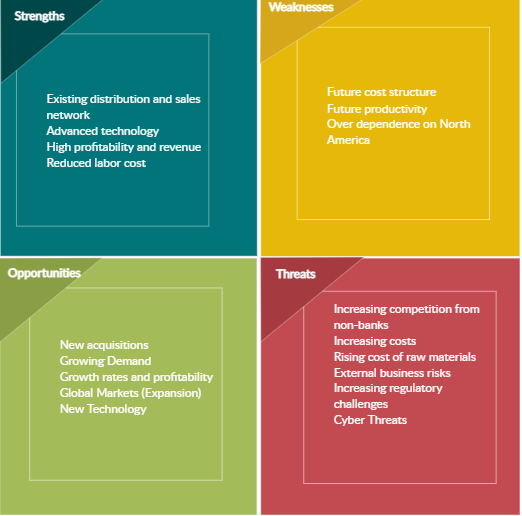 Strengths
Existing distribution and sales
network
Advanced technology
High profitability and revenue
Reduced labor cost
Weaknesses
Future cost structure
Future productivity
Over dependence on North
America
Opportunities
New acquisitions
Growing Demand
Growth rates and profitability
Global Markets (Expansion)
New Technology
Threats
Increasing competition from
non-banks
Increasing costs
Rising cost of raw materials
External business risks
Increasing regulatory
challenges
Cyber Threats